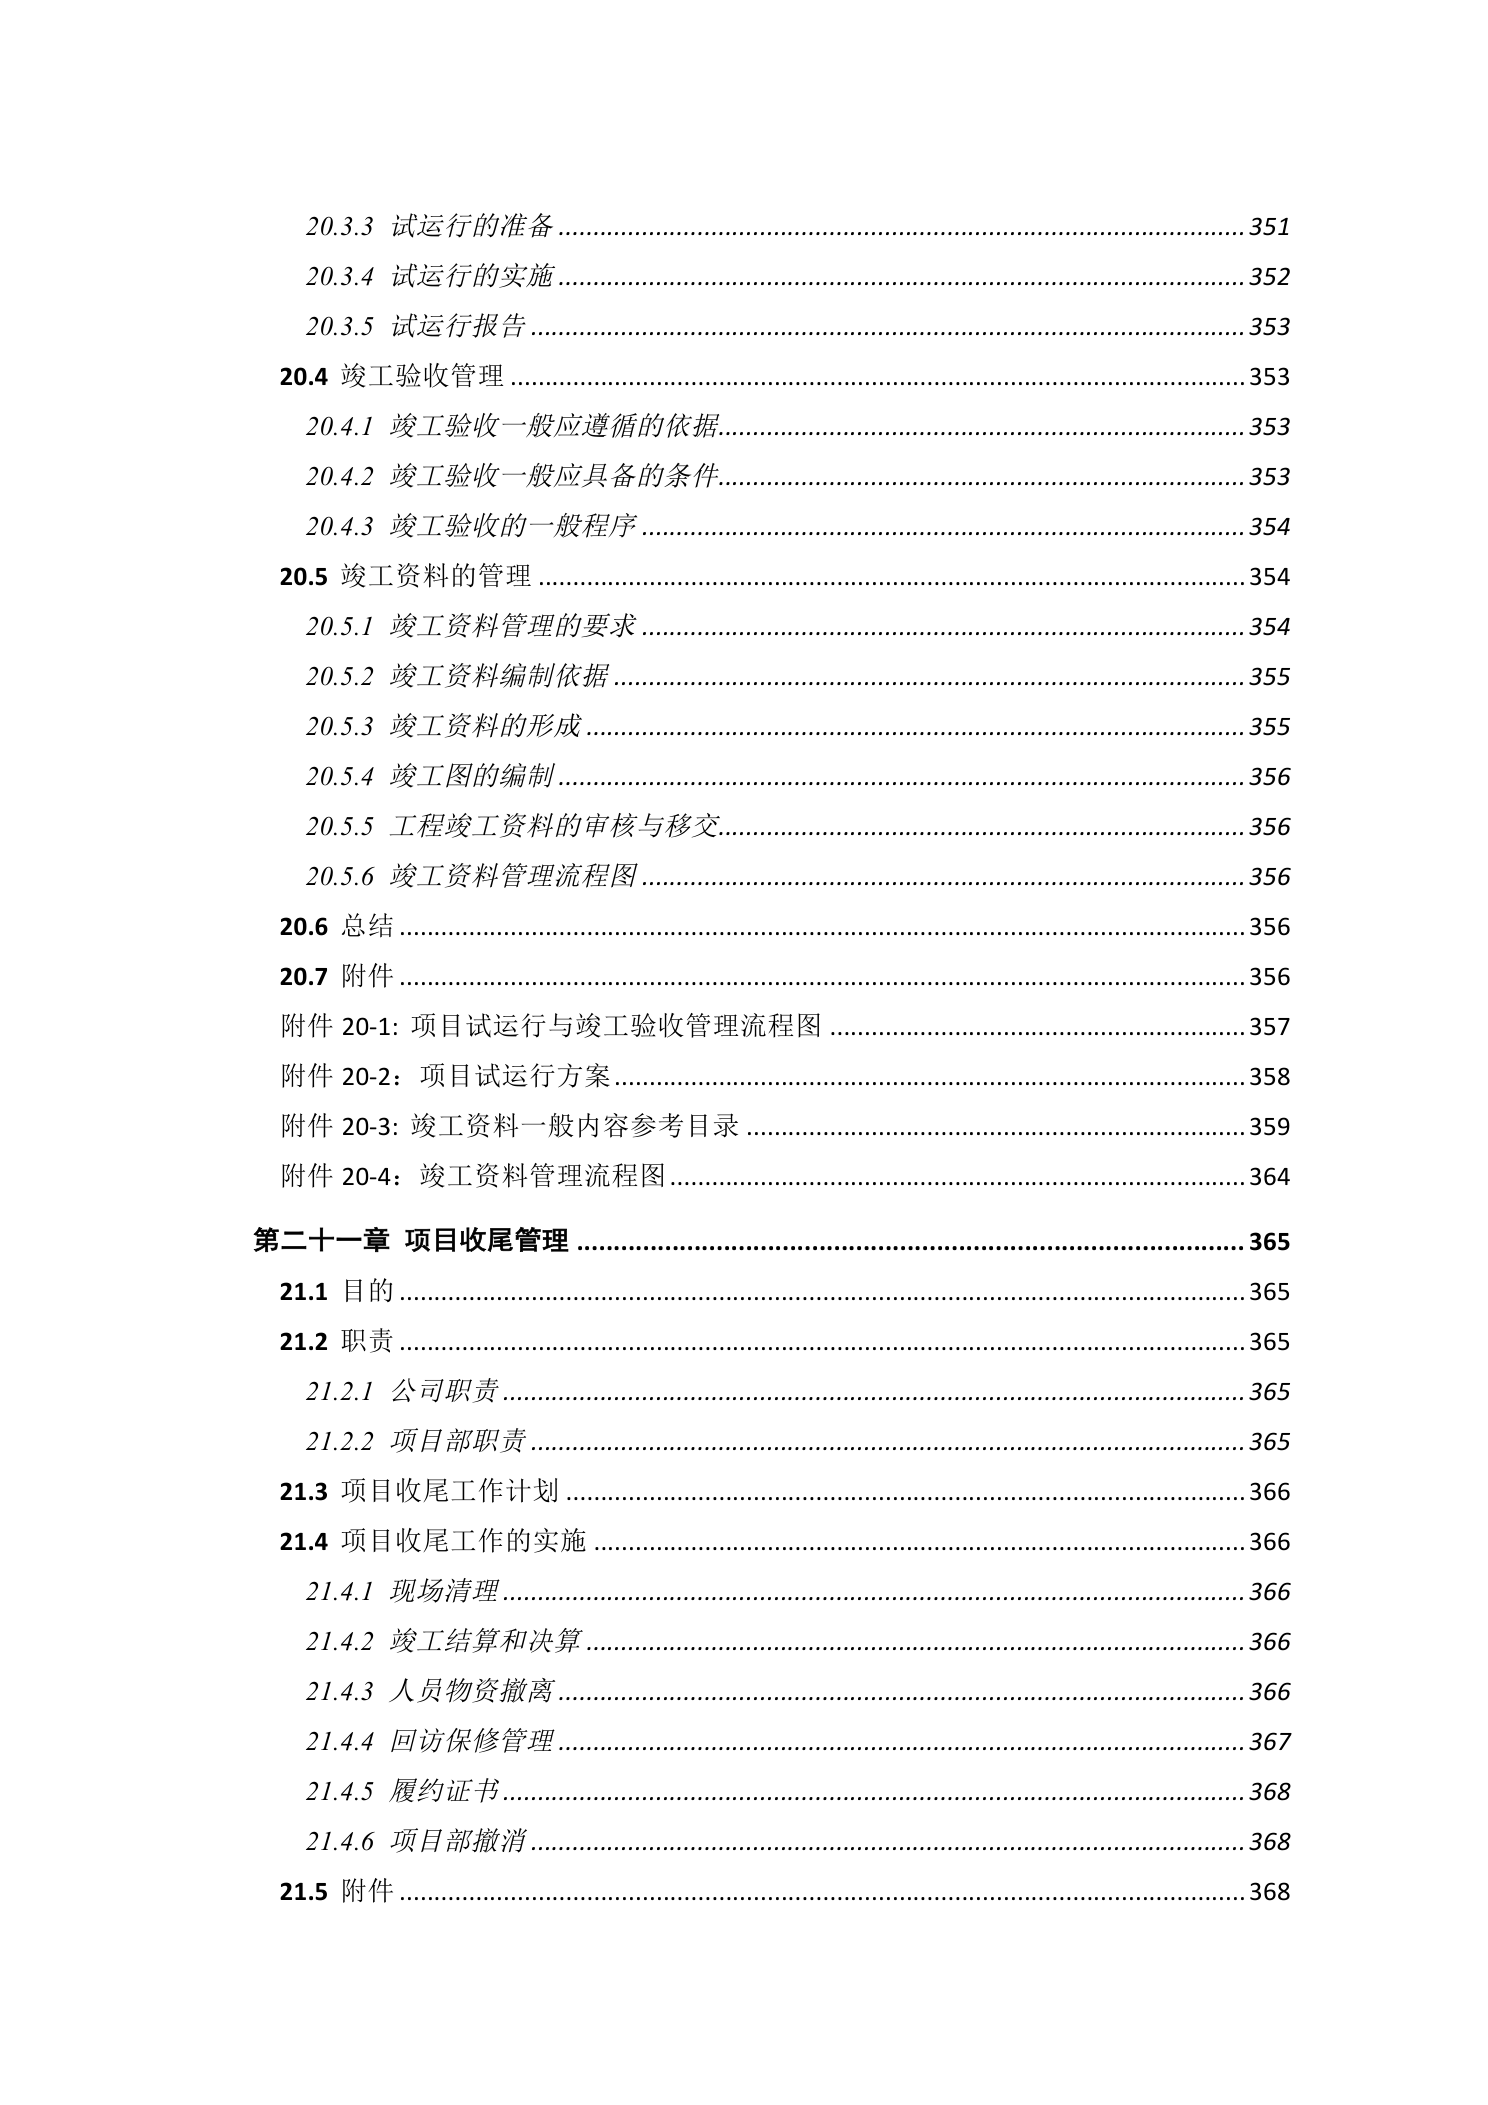 20.3.3 试运行的准备 351
20.3.4 试运行的实施 352
20.3.5 试运行报告 353
20.4 竣工验收管理 353
20.4.1 竣工验收一般应遵循的依据 353
20.4.2 竣工验收一般应具备的条件 353
20.4.3 竣工验收的一般程序 354
20.5 竣工资料的管理 354
20.5.1 竣工资料管理的要求 354
20.5.2 竣工资料编制依据 355
20.5.3 竣工资料的形成 355
20.5.4 竣工图的编制 356
20.5.5 工程竣工资料的审核与移交 356
20.5.6 竣工资料管理流程图 356
20.6 总结 356
20.7 附件 356
附件 20-1: 项目试运行与竣工验收管理流程图 357
附件 20-2：项目试运行方案 358
附件 20-3: 竣工资料一般内容参考目录 359
附件 20-4：竣工资料管理流程图 364
第二十一章 项目收尾管理 365
21.1 目的 365
21.2 职责 365
21.2.1 公司职责 365
21.2.2 项目部职责 365
21.3 项目收尾工作计划 366
21.4 项目收尾工作的实施 366
21.4.1 现场清理 366
21.4.2 竣工结算和决算 366
21.4.3 人员物资撤离 366
21.4.4 回访保修管理 367
21.4.5 履约证书 368
21.4.6 项目部撤消 368
21.5 附件 368